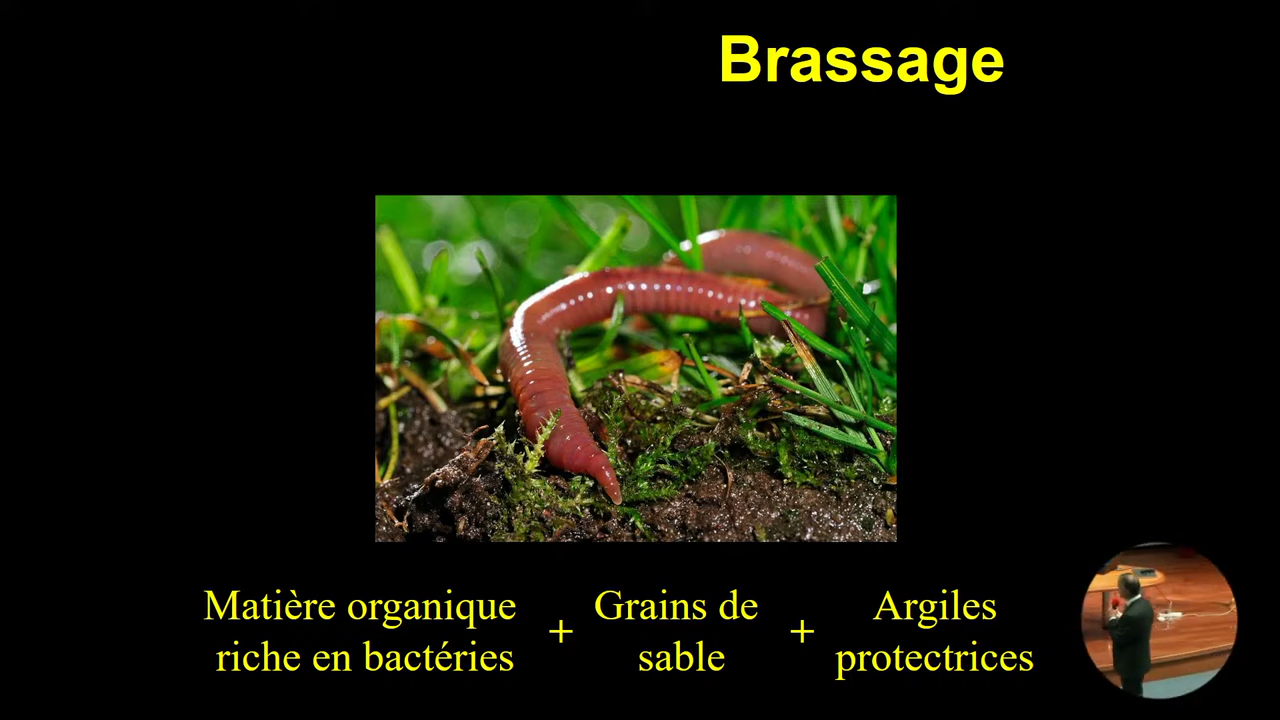 Brassage
Matière organique
riche en bactéries
+
Grains de
sable
+
Argiles
protectrices